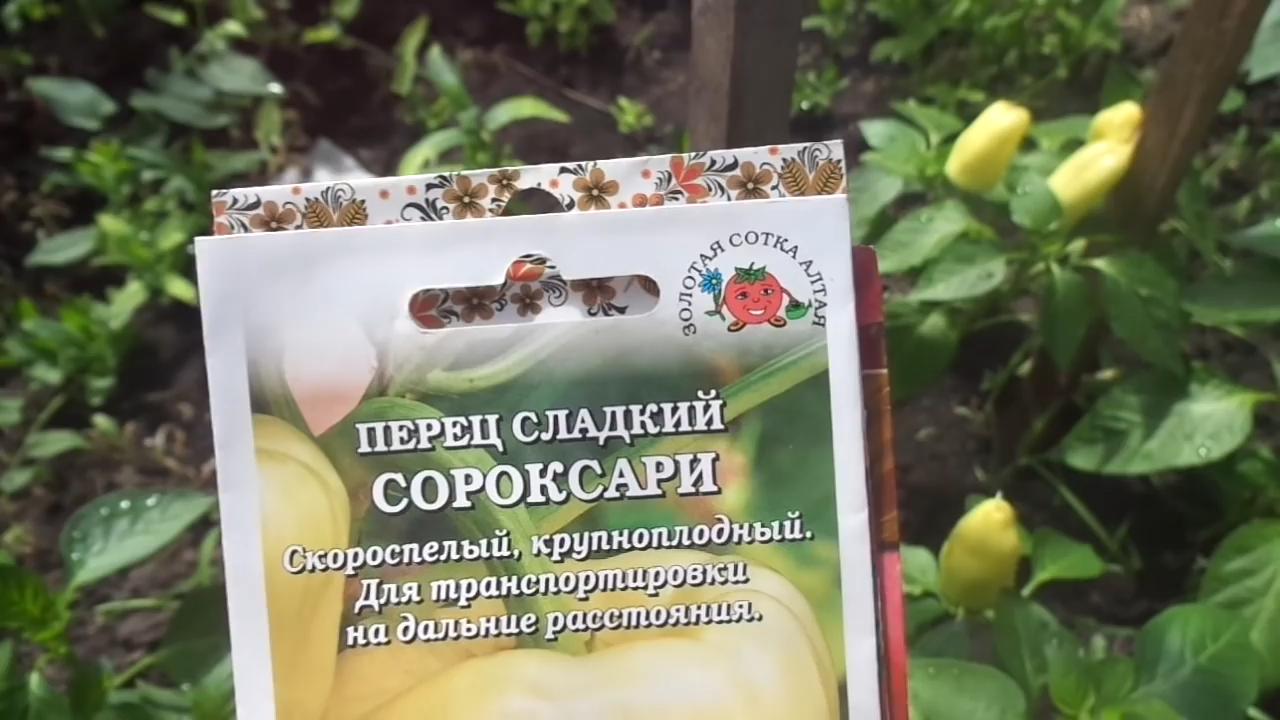 ЗОЛОТАЯ СОТКА АЛТАЯ
ПЕРЕЦ СЛАДКИЙ
СОРОКСАРИ
Скороспелый, крупноплодный.
Для транспортировки
на дальние расстояния.